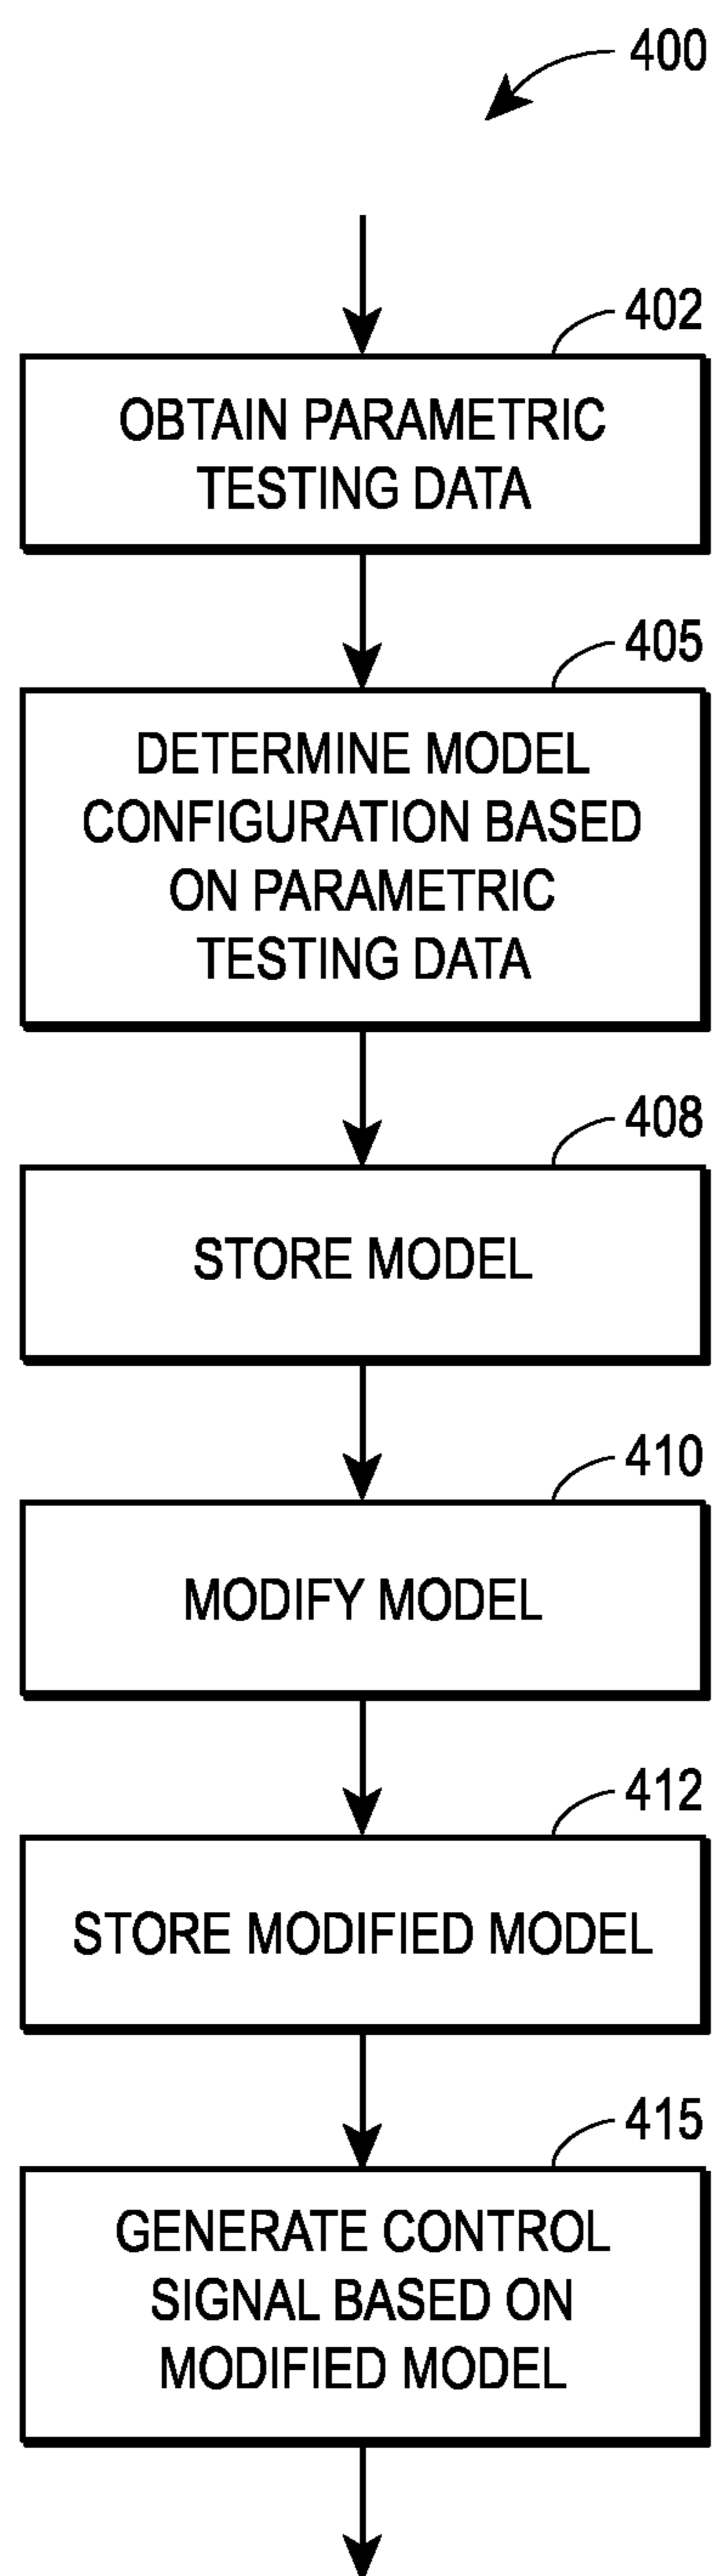 400
402
OBTAIN PARAMETRIC
TESTING DATA
405
DETERMINE MODEL
CONFIGURATION BASED
ON PARAMETRIC
TESTING DATA
408
STORE MODEL
410
MODIFY MODEL
412
STORE MODIFIED MODEL
415
GENERATE CONTROL
SIGNAL BASED ON
MODIFIED MODEL